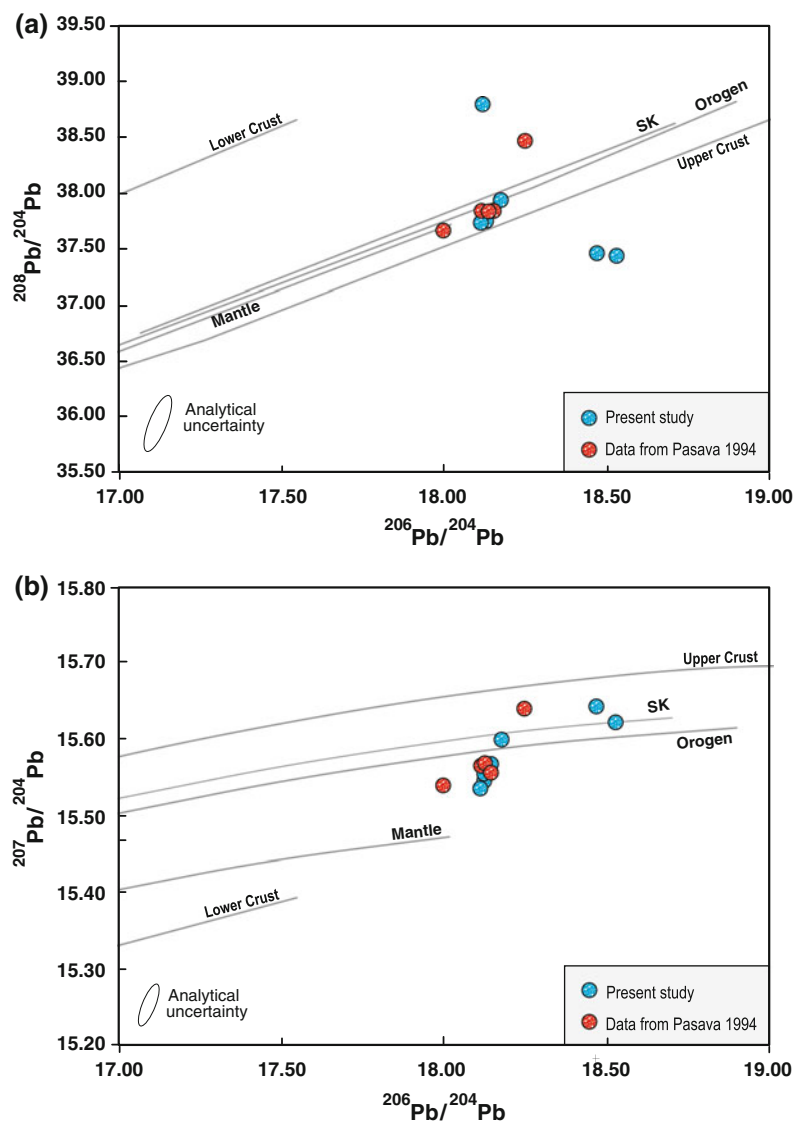 (a)
39.50
39.00
38.50
38.00
37.50
37.00
36.50
36.00
35.50
208Pb/204Pb
Lower Crust
SK
Orogen
Upper Crust
Mantle
Analytical
uncertainty
Present study
Data from Pasava 1994
17.00 17.50 18.00 18.50 19.00
206Pb/204Pb
(b)
15.80
15.70
15.60
15.50
15.40
15.30
15.20
207Pb/204Pb
Upper Crust
SK
Orogen
Mantle
Lower Crust
Analytical
uncertainty
Present study
Data from Pasava 1994
17.00 17.50 18.00 18.50 19.00
206Pb/204Pb